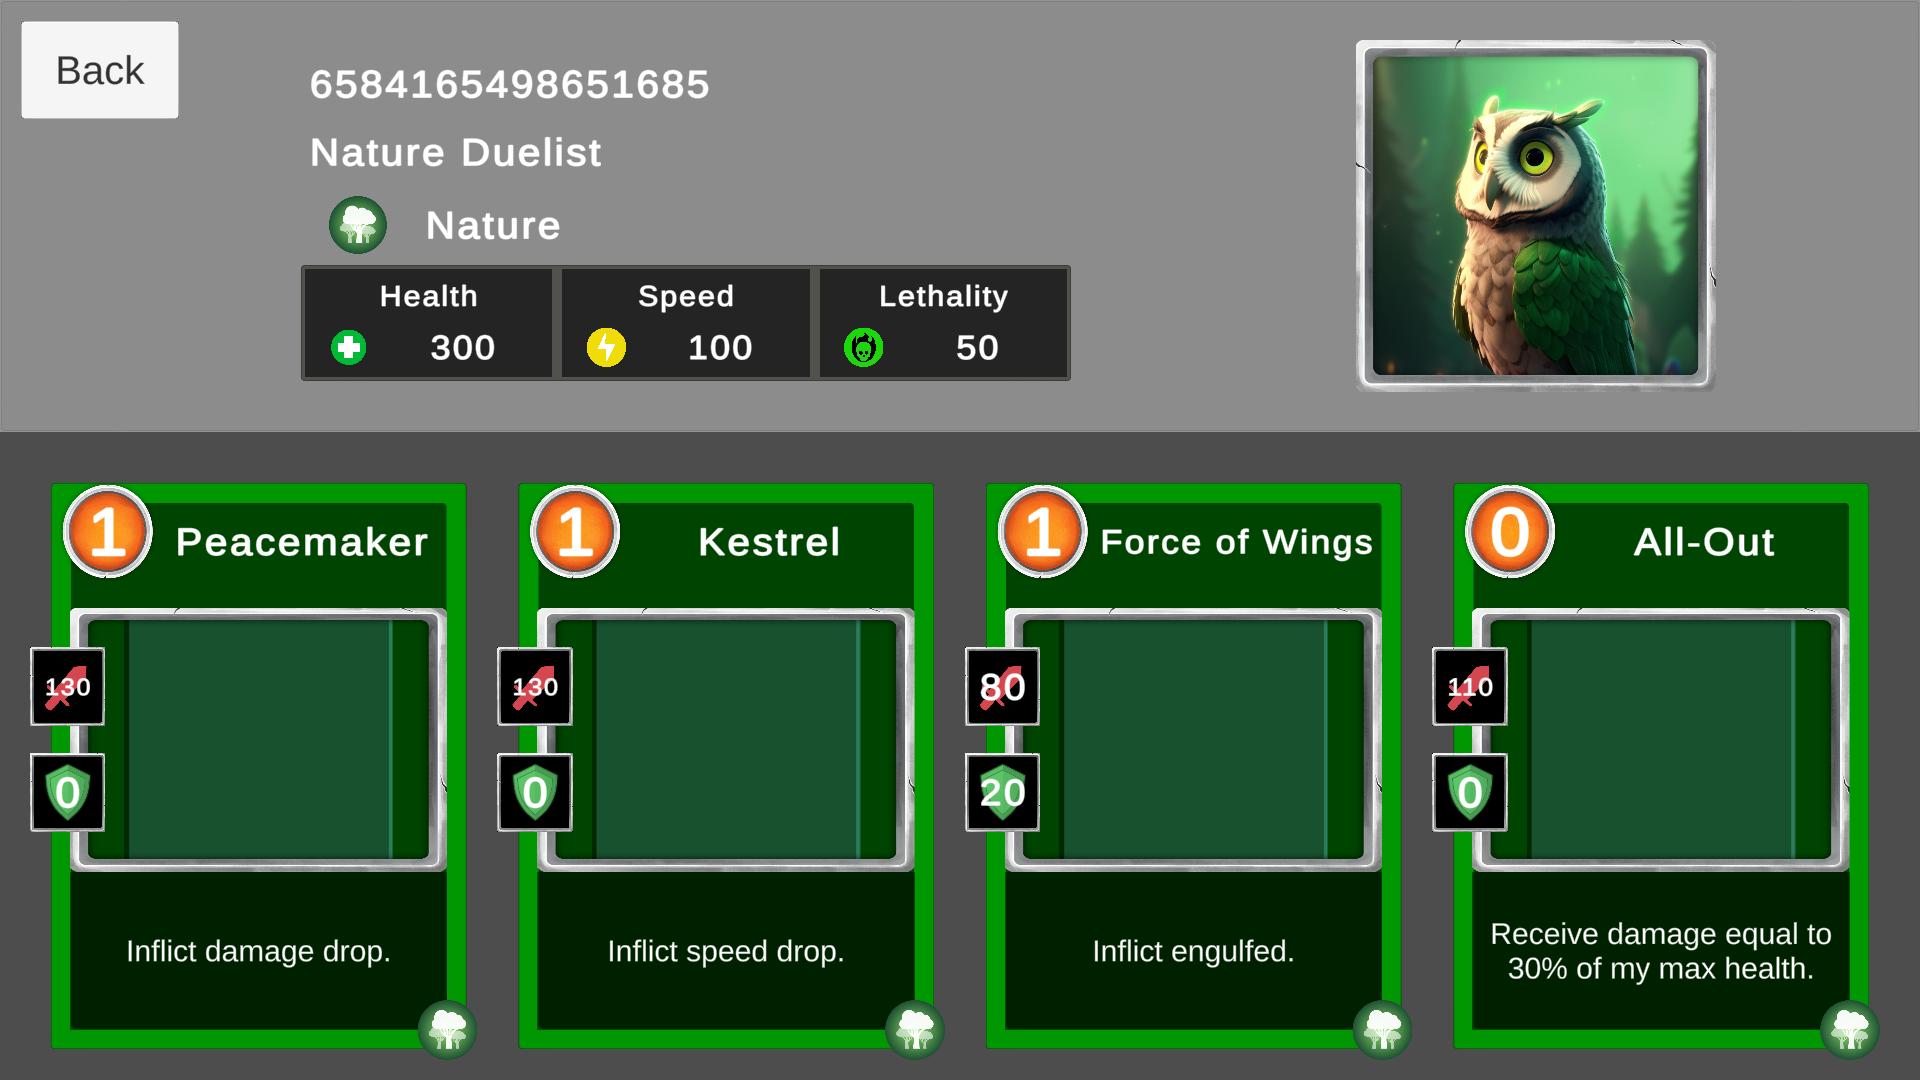 Back
6584165498651685
Nature Duelist
Nature
Health
Speed
Lethality
300
100
50
1
Peacemaker
130
0
Inflict damage drop.
1
Kestrel
130
0
Inflict speed drop.
1
Force of Wings
80
20
Inflict engulfed.
0
All-Out
110
0
Receive damage equal to
30% of my max health.